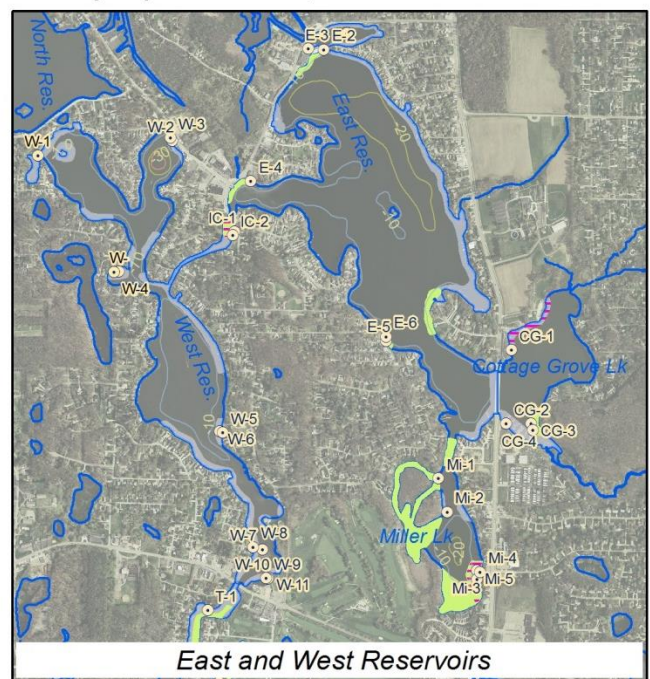 E-3 E-2
North Res.
20
East Res.
W-2 W-3
W-1
30
E-4
10
IC-1
IC-2
W-
W-4
West Res.
E-5 E-6
CG-1
Cottage Grove Lk
10
W-5
W-6
CG-2
CG-3
CG-4
Mi-1
Mi-2
Miller Lk
W-7 W-8
10
20
W-10 W-9
W-11
Mi-4
Mi-3 Mi-5
T-1
East and West Reservoirs